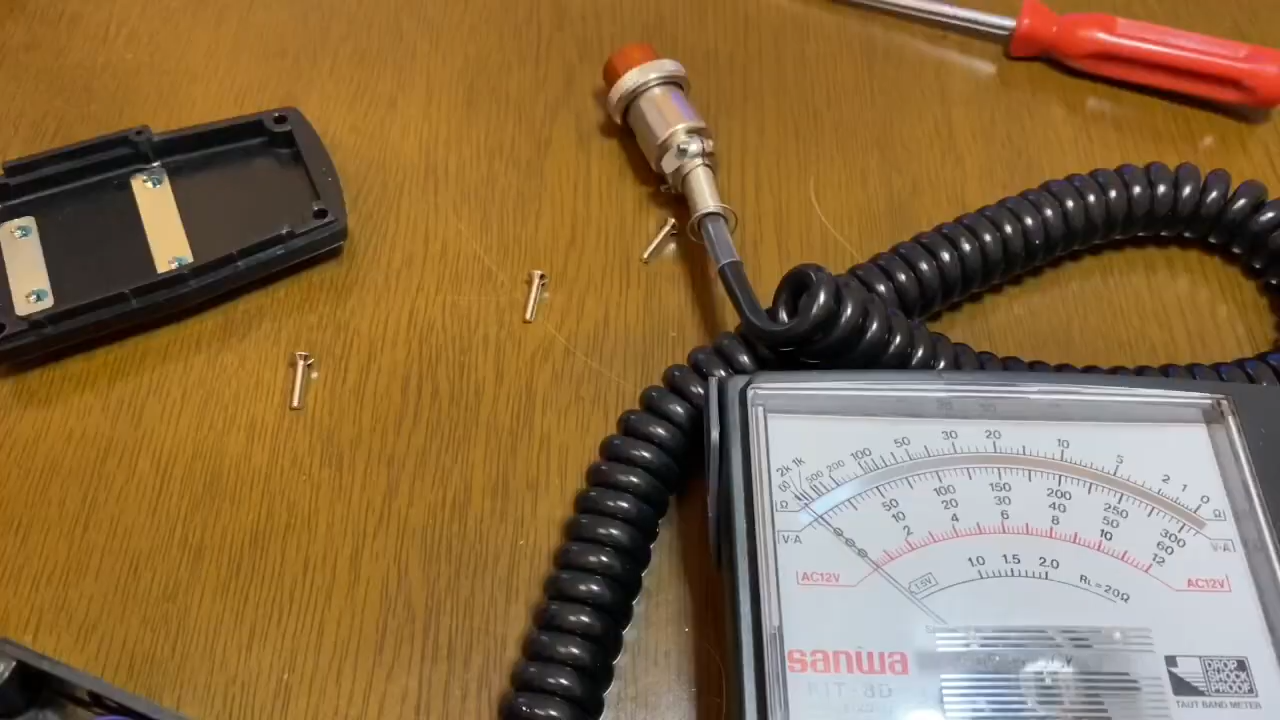 2k 1k 500 200 100 50 30 20 10 5 2 1 0
∞
Ω Ω
50 100 150 200 250 300
10 20 30 40 50 60
V·A 2 4 6 8 10 12 V·A
AC12V AC12V
1.5V 1.0 1.5 2.0 RL=20Ω
sanwa
DROP
SHOCK
PROOF
TAUT BAND METER